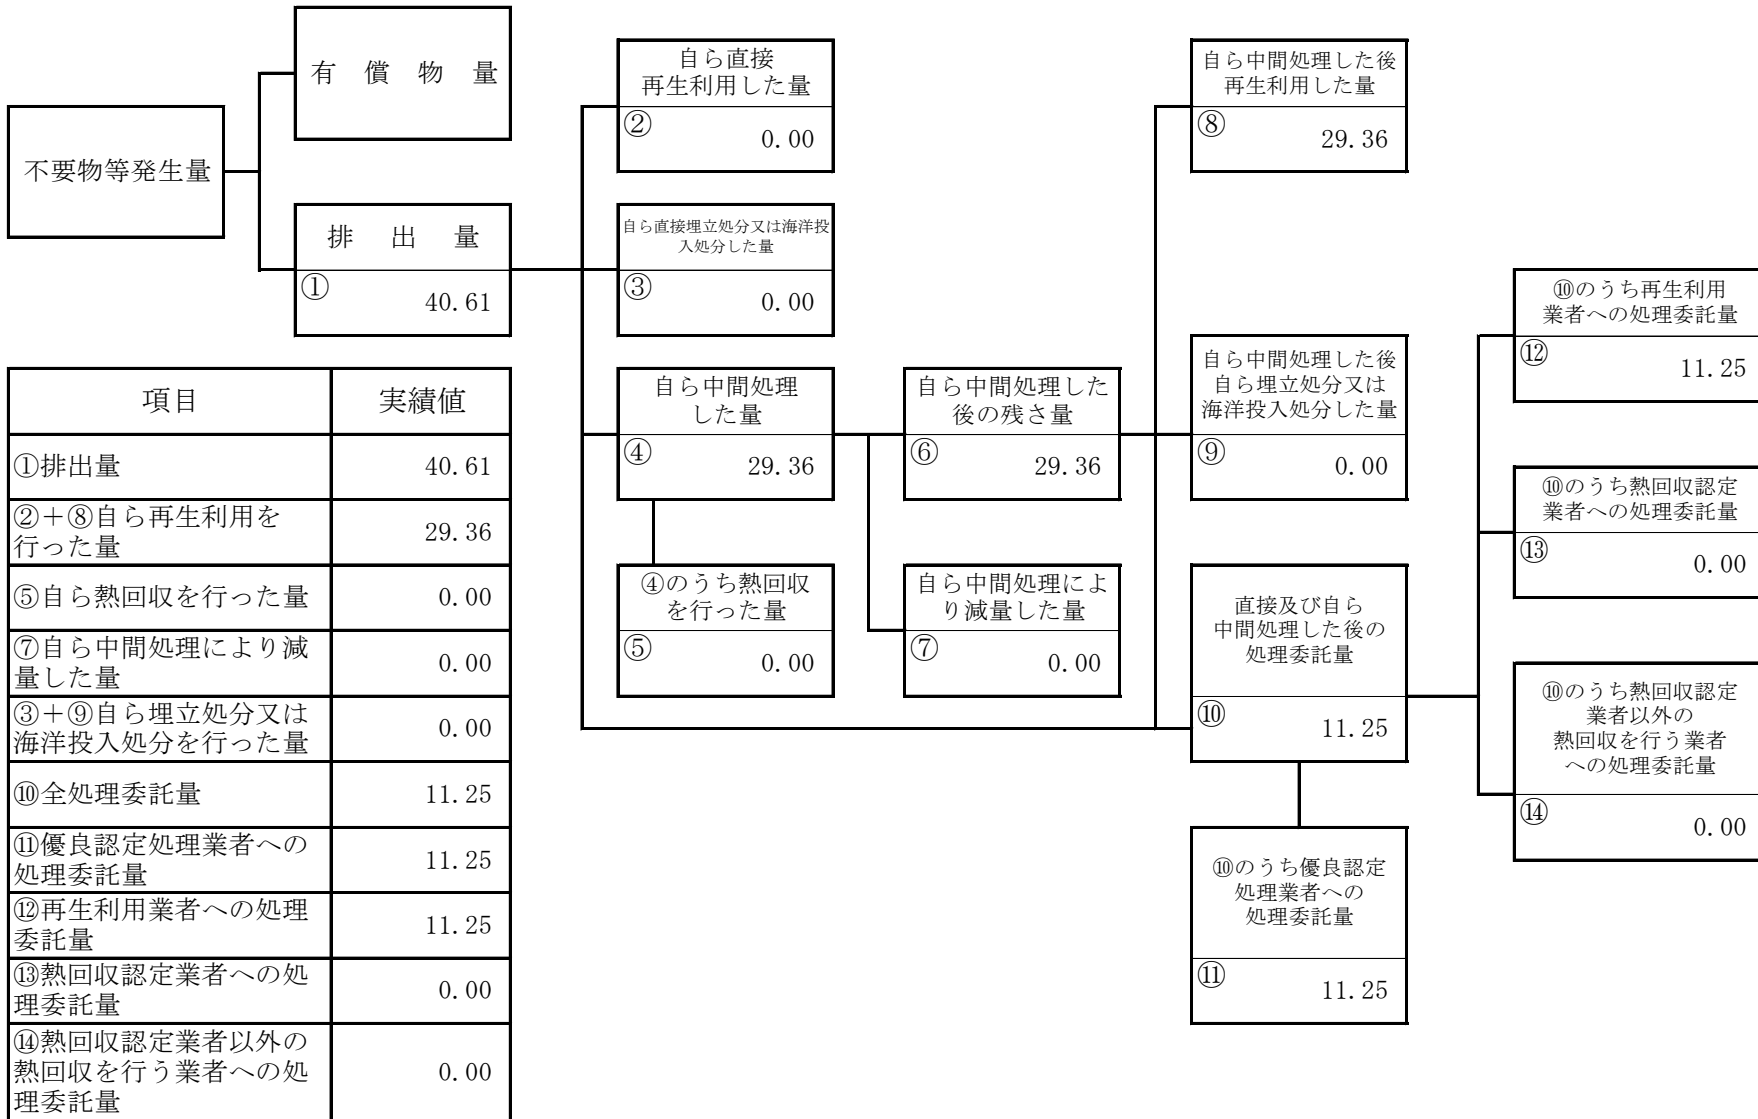 不要物等発生量
有償物量
排出量
①
40.61
自ら直接
再生利用した量
②
0.00
自ら直接埋立処分又は海洋投
入処分した量
③
0.00
自ら中間処理
した量
④
29.36
④のうち熱回収
を行った量
⑤
0.00
自ら中間処理した
後の残さ量
⑥
29.36
自ら中間処理によ
り減量した量
⑦
0.00
自ら中間処理した後
再生利用した量
⑧
29.36
自ら中間処理した後
自ら埋立処分又は
海洋投入処分した量
⑨
0.00
直接及び自ら
中間処理した後の
処理委託量
⑩
11.25
⑩のうち優良認定
処理業者への
処理委託量
⑪
11.25
⑩のうち再生利用
業者への処理委託量
⑫
11.25
⑩のうち熱回収認定
業者への処理委託量
⑬
0.00
⑩のうち熱回収認定
業者以外の
熱回収を行う業者
への処理委託量
⑭
0.00
項目 実績値
①排出量 40.61
②＋⑧自ら再生利用を
行った量 29.36
⑤自ら熱回収を行った量 0.00
⑦自ら中間処理により減
量した量 0.00
③＋⑨自ら埋立処分又は
海洋投入処分を行った量 0.00
⑩全処理委託量 11.25
⑪優良認定処理業者への
処理委託量 11.25
⑫再生利用業者への処理
委託量 11.25
⑬熱回収認定業者への処
理委託量 0.00
⑭熱回収認定業者以外の
熱回収を行う業者への処
理委託量 0.00